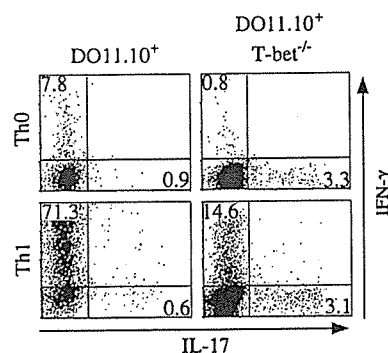 DO11.10⁺
DO11.10⁺
T-bet⁻/⁻
Th0
7.8
0.9
0.8
3.3
Th1
71.3
0.6
14.6
3.1
IFN-γ
IL-17